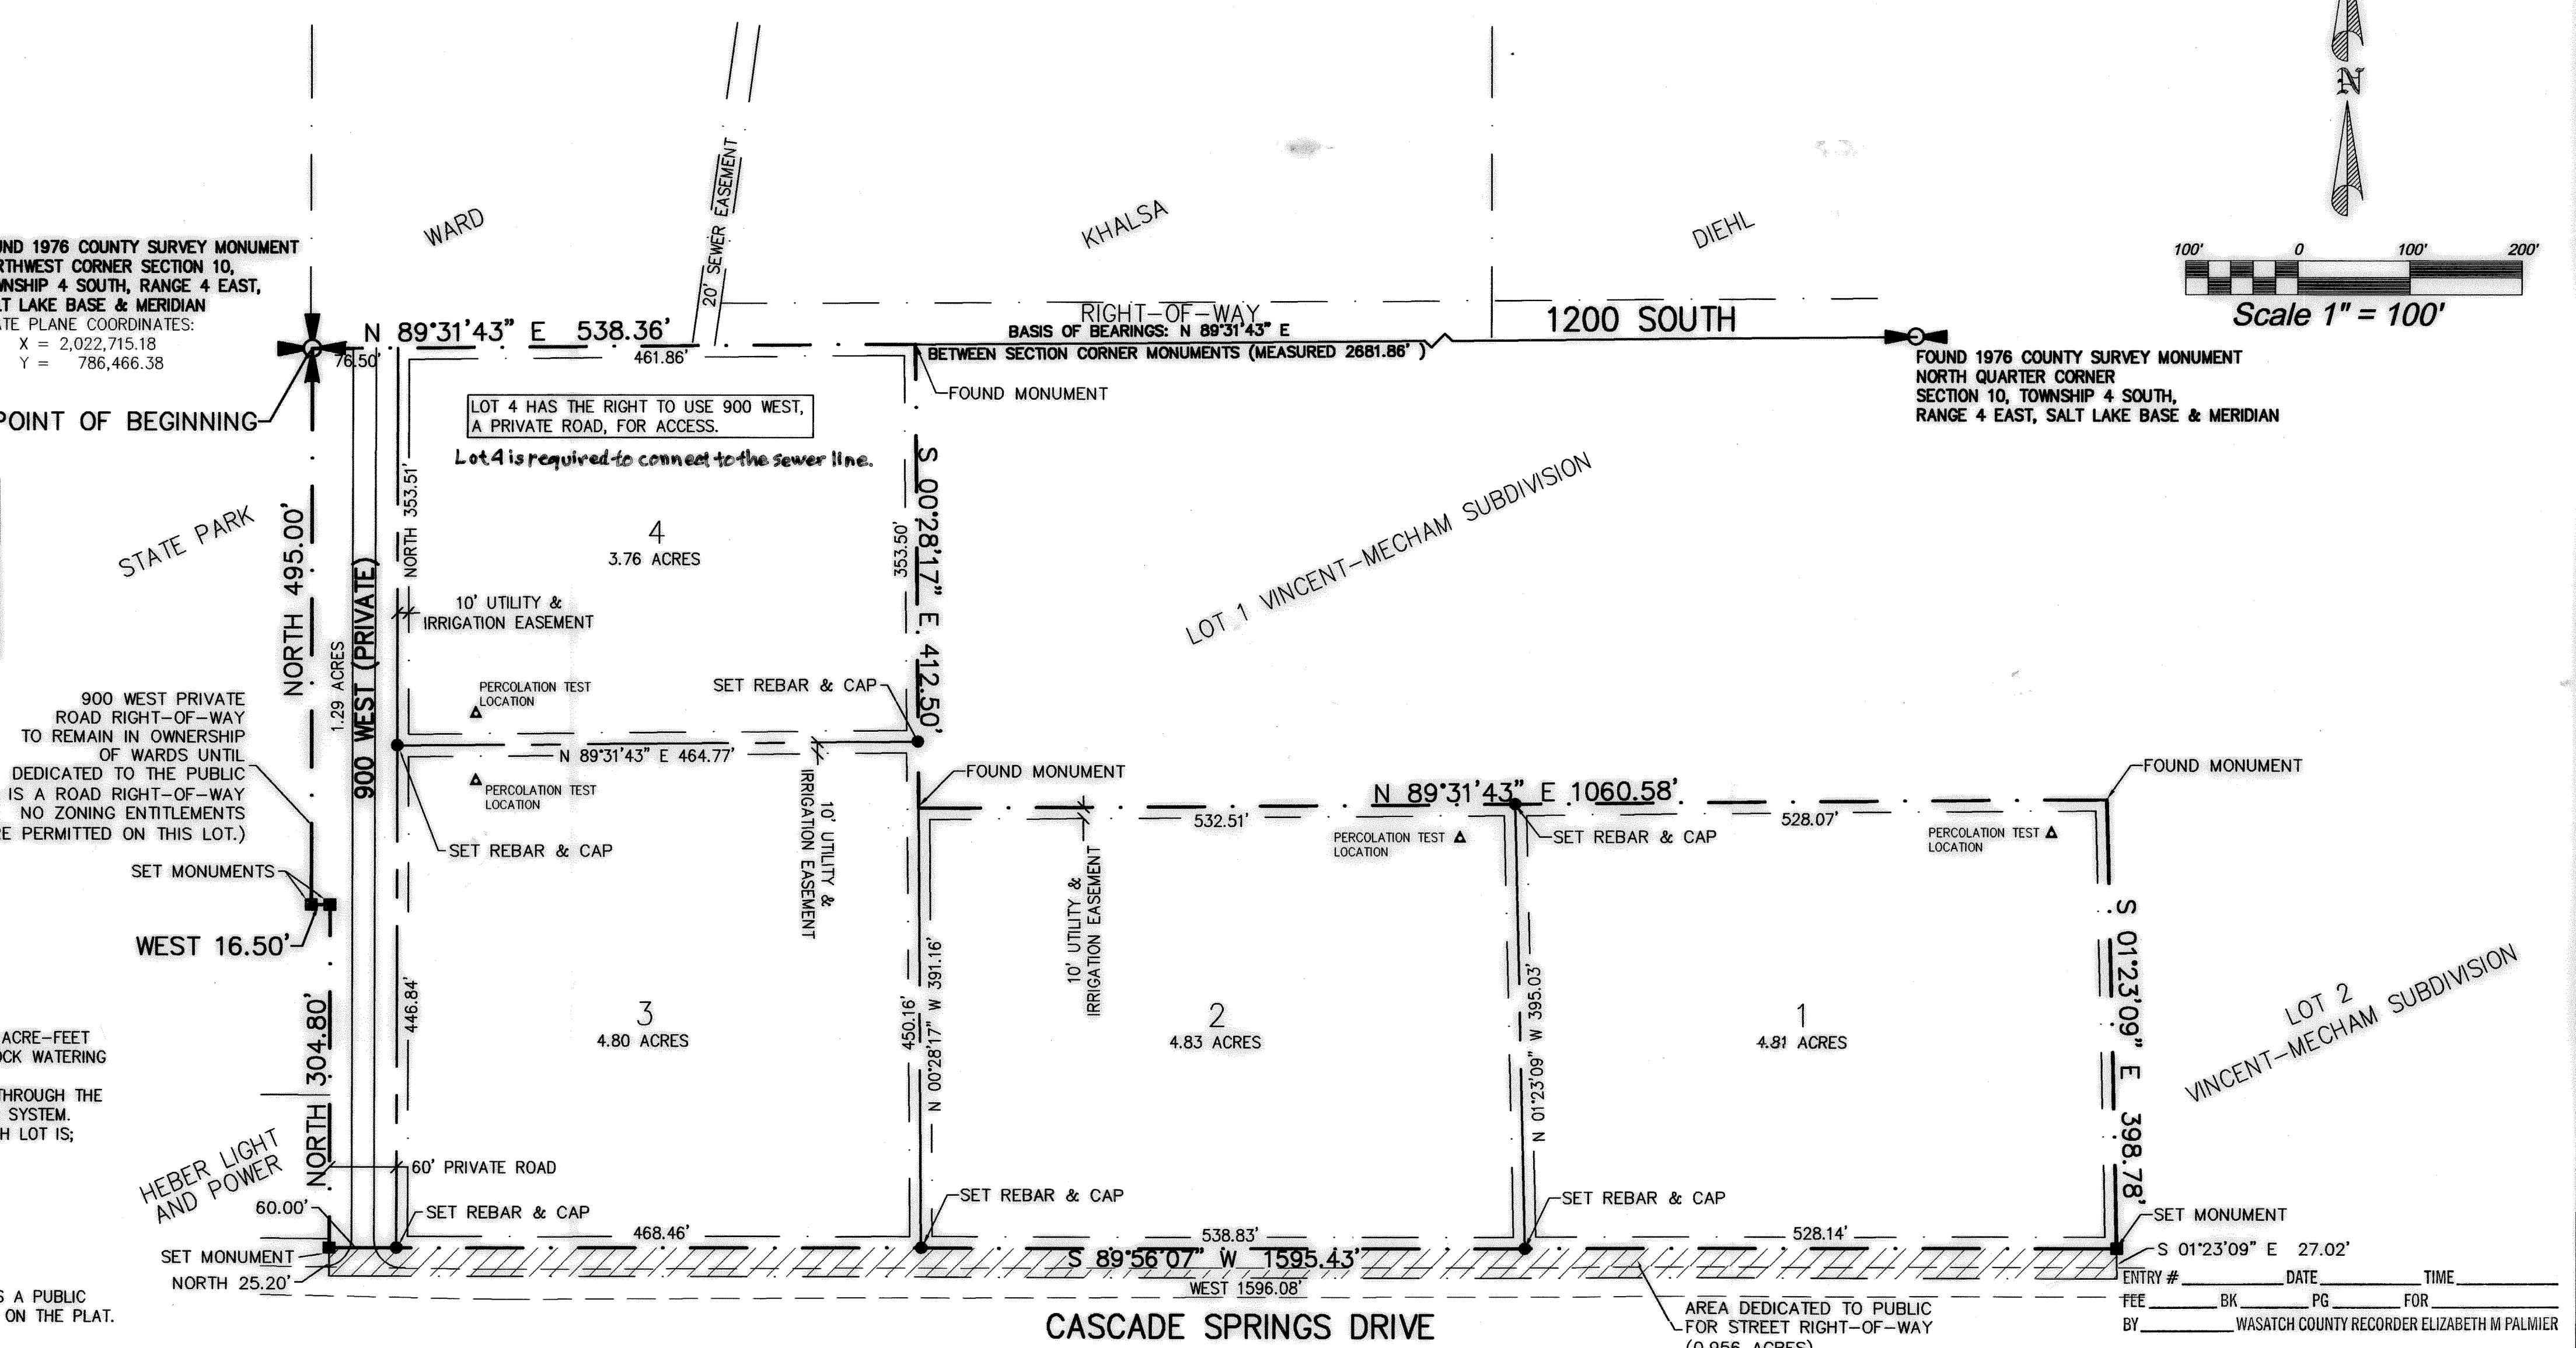 N
100' 0 100' 200'
Scale 1" = 100'
WARD
20' SEWER EASEMENT
KHALSA
DIEHL
UND 1976 COUNTY SURVEY MONUMENT
RTHWEST CORNER SECTION 10,
WNSHIP 4 SOUTH, RANGE 4 EAST,
LT LAKE BASE & MERIDIAN
ATE PLANE COORDINATES:
X = 2,022,715.18
Y = 786,466.38
POINT OF BEGINNING
N 89°31'43" E 538.36'
76.50'
461.86'
RIGHT-OF-WAY
BASIS OF BEARINGS: N 89°31'43" E
BETWEEN SECTION CORNER MONUMENTS (MEASURED 2681.86' )
1200 SOUTH
FOUND 1976 COUNTY SURVEY MONUMENT
NORTH QUARTER CORNER
SECTION 10, TOWNSHIP 4 SOUTH,
RANGE 4 EAST, SALT LAKE BASE & MERIDIAN
FOUND MONUMENT
LOT 4 HAS THE RIGHT TO USE 900 WEST,
A PRIVATE ROAD, FOR ACCESS.
Lot 4 is required to connect to the sewer line.
STATE PARK
NORTH 495.00'
1.29 ACRES
900 WEST (PRIVATE)
NORTH 353.51'
4
3.76 ACRES
353.50'
S 00°28'17" E 412.50'
LOT 1 VINCENT-MECHAM SUBDIVISION
10' UTILITY &
IRRIGATION EASEMENT
PERCOLATION TEST
LOCATION
SET REBAR & CAP
900 WEST PRIVATE
ROAD RIGHT-OF-WAY
TO REMAIN IN OWNERSHIP
OF WARDS UNTIL
DEDICATED TO THE PUBLIC
IS A ROAD RIGHT-OF-WAY
NO ZONING ENTITLEMENTS
RE PERMITTED ON THIS LOT.)
N 89°31'43" E 464.77'
PERCOLATION TEST
LOCATION
SET REBAR & CAP
10' UTILITY &
IRRIGATION EASEMENT
FOUND MONUMENT
N 89°31'43" E 1060.58'
532.51'
528.07'
FOUND MONUMENT
PERCOLATION TEST
LOCATION
SET REBAR & CAP
PERCOLATION TEST
LOCATION
SET MONUMENTS
WEST 16.50'
10' UTILITY &
IRRIGATION EASEMENT
NORTH 304.80'
446.84'
3
4.80 ACRES
450.16'
N 00°28'17" W 391.16'
2
4.83 ACRES
N 01°23'09" W 395.03'
1
4.81 ACRES
S 01°23'09" E 398.78'
LOT 2
VINCENT-MECHAM SUBDIVISION
ACRE-FEET
OCK WATERING
THROUGH THE
SYSTEM.
H LOT IS;
HEBER LIGHT
AND POWER
60' PRIVATE ROAD
60.00'
SET REBAR & CAP
SET REBAR & CAP
SET REBAR & CAP
SET MONUMENT
SET MONUMENT
NORTH 25.20'
468.46'
538.83'
528.14'
S 89°56'07" W 1595.43'
WEST 1596.08'
S 01°23'09" E 27.02'
S A PUBLIC
ON THE PLAT.
CASCADE SPRINGS DRIVE
AREA DEDICATED TO PUBLIC
FOR STREET RIGHT-OF-WAY
(0.956 ACRES)
ENTRY # DATE TIME
FEE BK PG FOR
BY WASATCH COUNTY RECORDER ELIZABETH M PALMIER